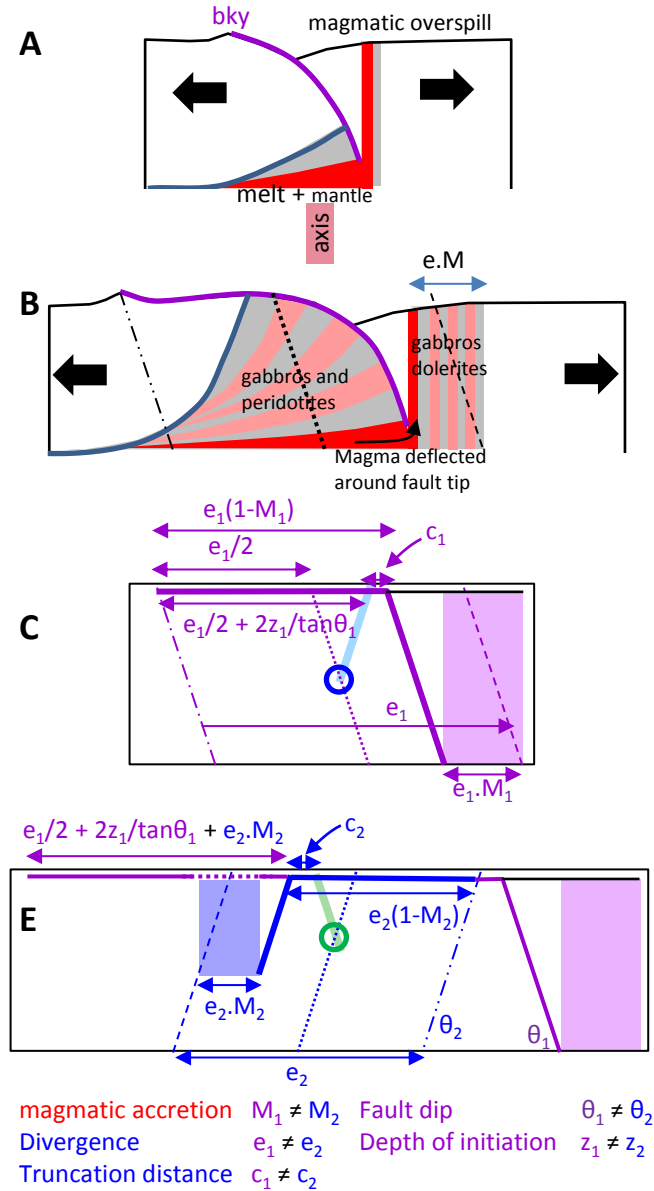 bky
magmatic overspill
A
melt + mantle
axis
e.M
B
gabbros and
peridotites
gabbros
dolerites
Magma deflected
around fault tip
e₁(1-M₁)
e₁/2
c₁
C
e₁/2 + 2z₁/tanθ₁
e₁
e₁.M₁
e₁/2 + 2z₁/tanθ₁ + e₂.M₂
c₂
E
e₂(1-M₂)
e₂.M₂
θ₂
θ₁
e₂
magmatic accretion M₁ ≠ M₂ Fault dip θ₁ ≠ θ₂
Divergence e₁ ≠ e₂ Depth of initiation z₁ ≠ z₂
Truncation distance c₁ ≠ c₂